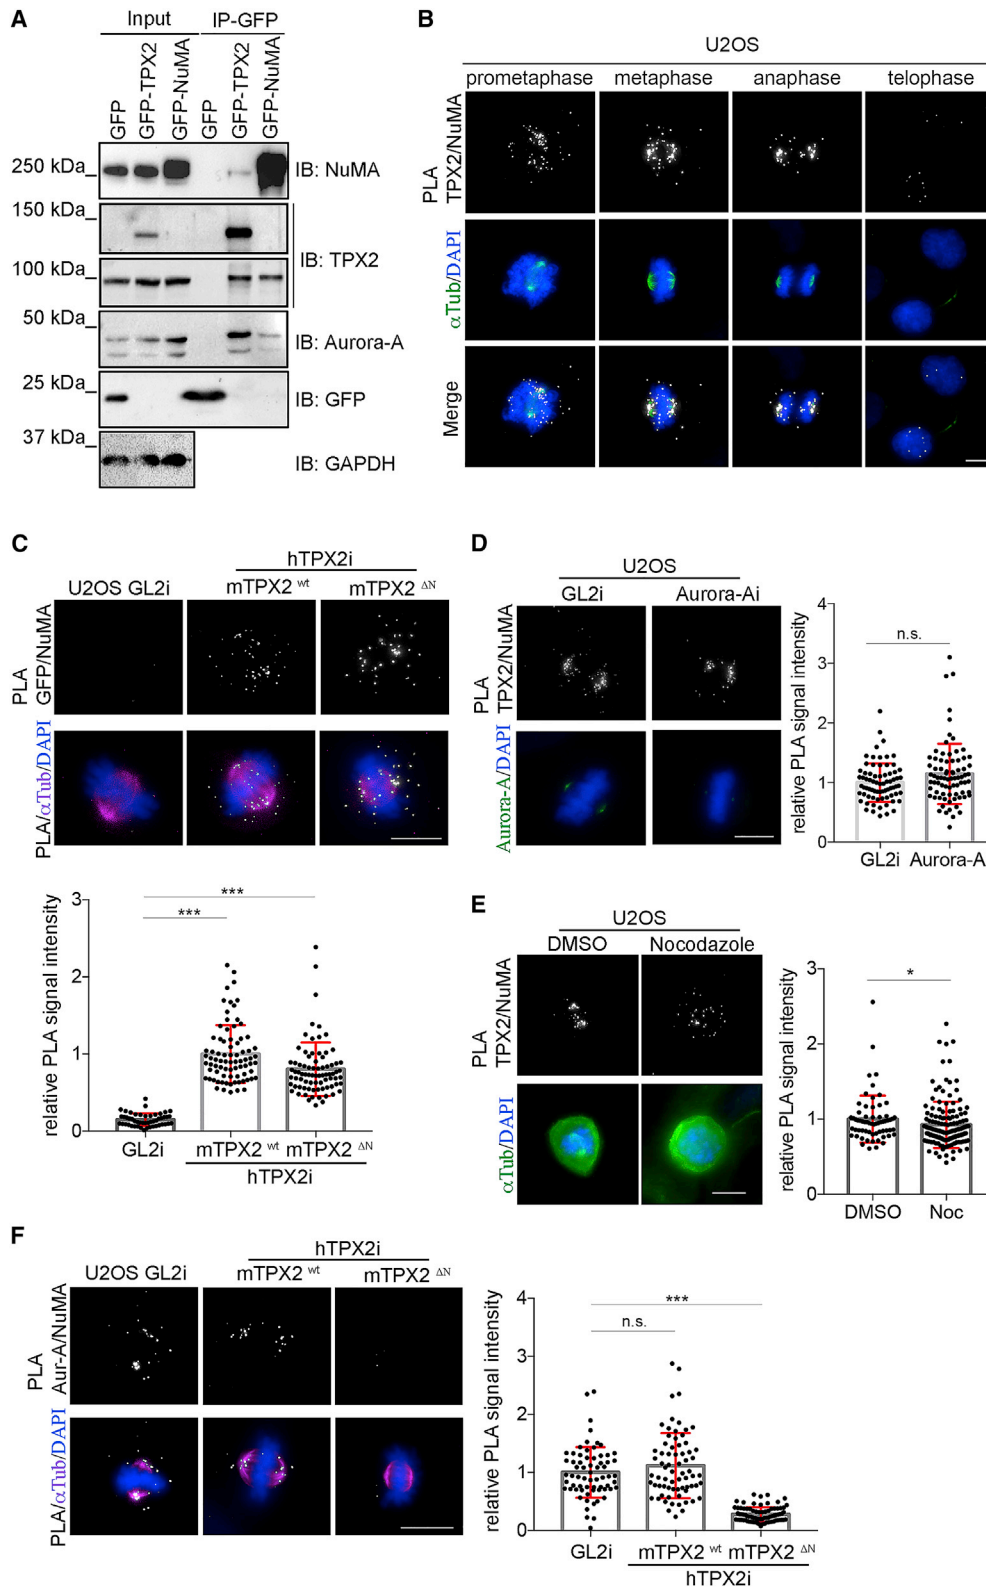 A
Input IP-GFP
GFP
GFP-TPX2
GFP-NuMA
GFP
GFP-TPX2
GFP-NuMA
250 kDa_
IB: NuMA
150 kDa
100 kDa
IB: TPX2
50 kDa
IB: Aurora-A
25 kDa
IB: GFP
37 kDa_
IB: GAPDH
B
U2OS
prometaphase metaphase anaphase telophase
PLA
TPX2/NuMA
αTub/DAPI
Merge
C
hTPX2i
U2OS GL2i mTPX2 wt mTPX2 ΔN
PLA
GFP/NuMA
PLA/αTub/DAPI
relative PLA signal intensity
3
2
1
0
***
***
GL2i mTPX2 wt mTPX2 ΔN
hTPX2i
D
U2OS
GL2i Aurora-Ai
PLA
TPX2/NuMA
Aurora-A/DAPI
relative PLA signal intensity
4
3
2
1
0
n.s.
GL2i Aurora-A
E
U2OS
DMSO Nocodazole
PLA
TPX2/NuMA
αTub/DAPI
relative PLA signal intensity
3
2
1
0
*
DMSO Noc
F
hTPX2i
U2OS GL2i mTPX2 wt mTPX2 ΔN
PLA
Aur-A/NuMA
PLA/αTub/DAPI
relative PLA signal intensity
4
3
2
1
0
***
n.s.
GL2i mTPX2 wt mTPX2 ΔN
hTPX2i